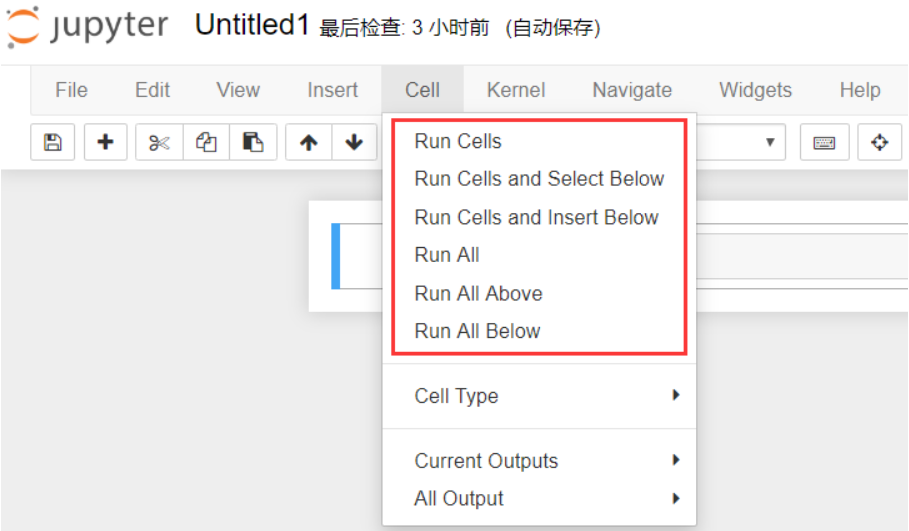 jupyter Untitled1 最后检查: 3 小时前 (自动保存)
File Edit View Insert Cell Kernel Navigate Widgets Help
Run Cells
Run Cells and Select Below
Run Cells and Insert Below
Run All
Run All Above
Run All Below
Cell Type
Current Outputs
All Output